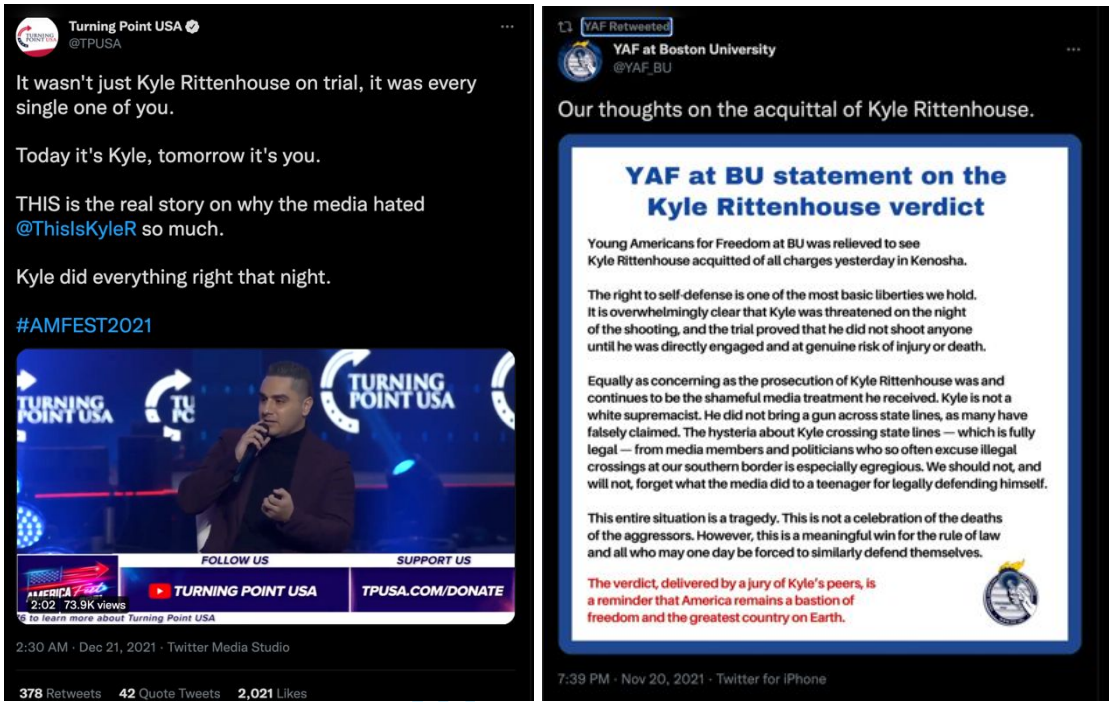 Turning Point USA
@TPUSA
It wasn't just Kyle Rittenhouse on trial, it was every
single one of you.
Today it's Kyle, tomorrow it's you.
THIS is the real story on why the media hated
@ThisIsKyleR so much.
Kyle did everything right that night.
#AMFEST2021
TURNING
POINT USA
TURNING
POINT USA
TU
PC
TURNING
POINT USA
FOLLOW US
SUPPORT US
AMERICA Fest
TURNING POINT USA
TPUSA.COM/DONATE
2:02 73.9K views
to learn more about Turning Point USA
2:30 AM · Dec 21, 2021 · Twitter Media Studio
378 Retweets 42 Quote Tweets 2,021 Likes
YAF Retweeted
YAF at Boston University
@YAF_BU
Our thoughts on the acquittal of Kyle Rittenhouse.
YAF at BU statement on the
Kyle Rittenhouse verdict
Young Americans for Freedom at BU was relieved to see
Kyle Rittenhouse acquitted of all charges yesterday in Kenosha.
The right to self-defense is one of the most basic liberties we hold.
It is overwhelmingly clear that Kyle was threatened on the night
of the shooting, and the trial proved that he did not shoot anyone
until he was directly engaged and at genuine risk of injury or death.
Equally as concerning as the prosecution of Kyle Rittenhouse was and
continues to be the shameful media treatment he received. Kyle is not a
white supremacist. He did not bring a gun across state lines, as many have
falsely claimed. The hysteria about Kyle crossing state lines — which is fully
legal — from media members and politicians who so often excuse illegal
crossings at our southern border is especially egregious. We should not, and
will not, forget what the media did to a teenager for legally defending himself.
This entire situation is a tragedy. This is not a celebration of the deaths
of the aggressors. However, this is a meaningful win for the rule of law
and all who may one day be forced to similarly defend themselves.
The verdict, delivered by a jury of Kyle's peers, is
a reminder that America remains a bastion of
freedom and the greatest country on Earth.
7:39 PM · Nov 20, 2021 · Twitter for iPhone